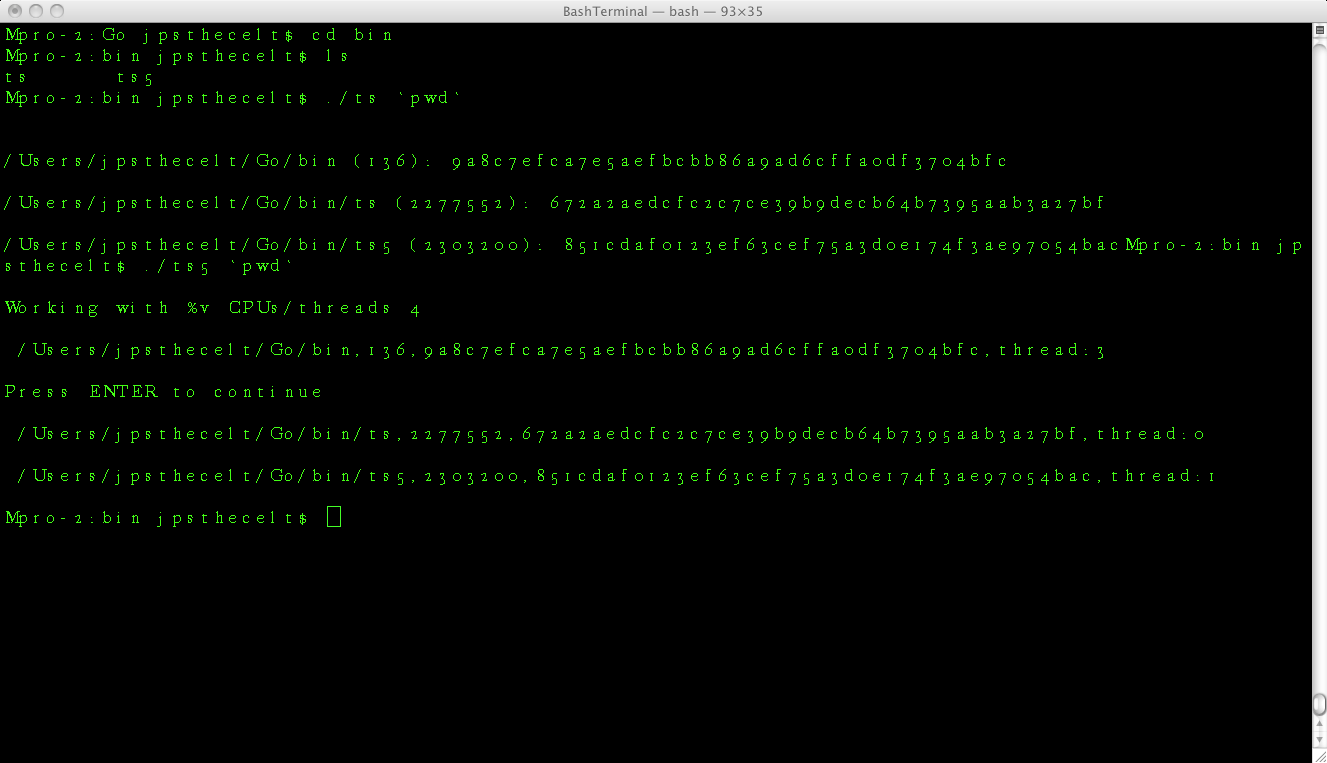 BashTerminal — bash — 93×35
Mpro-2:Go jpsthecelt$ cd bin
Mpro-2:bin jpsthecelt$ ls
ts ts5
Mpro-2:bin jpsthecelt$ ./ts `pwd`
/Users/jpsthecelt/Go/bin (136): 9a8c7efca7e5aefbcbb86a9ad6cffa0df3704bfc
/Users/jpsthecelt/Go/bin/ts (2277552): 672a2aedcfc2c7ce39b9decb64b7395aab3a27bf
/Users/jpsthecelt/Go/bin/ts5 (2303200): 851cdaf0123ef63cef75a3d0e174f3ae97054bacMpro-2:bin jp
sthecelt$ ./ts5 `pwd`
Working with %v CPUs/threads 4
/Users/jpsthecelt/Go/bin,136,9a8c7efca7e5aefbcbb86a9ad6cffa0df3704bfc,thread:3
Press ENTER to continue
/Users/jpsthecelt/Go/bin/ts,2277552,672a2aedcfc2c7ce39b9decb64b7395aab3a27bf,thread:0
/Users/jpsthecelt/Go/bin/ts5,2303200,851cdaf0123ef63cef75a3d0e174f3ae97054bac,thread:1
Mpro-2:bin jpsthecelt$